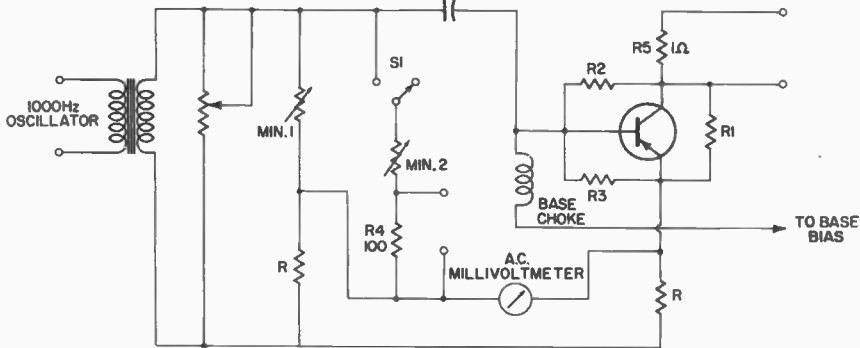 1000Hz
OSCILLATOR
MIN. 1
R
S1
MIN. 2
R4
100
A.C.
MILLIVOLTMETER
BASE
CHOKE
R2
R3
R5 1Ω
R1
R
TO BASE
BIAS